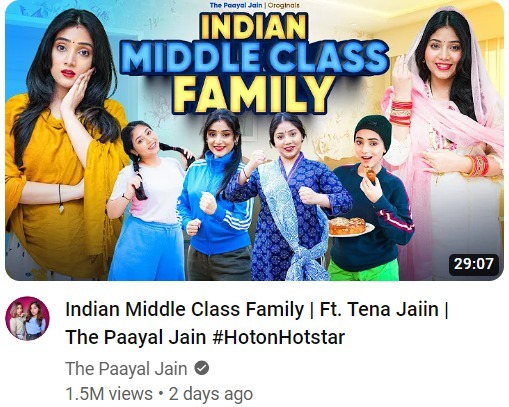 The Paayal Jain | Originals
INDIAN
MIDDLE CLASS
FAMILY
29:07
Indian Middle Class Family | Ft. Tena Jaiin |
The Paayal Jain #HotonHotstar
The Paayal Jain
1.5M views • 2 days ago